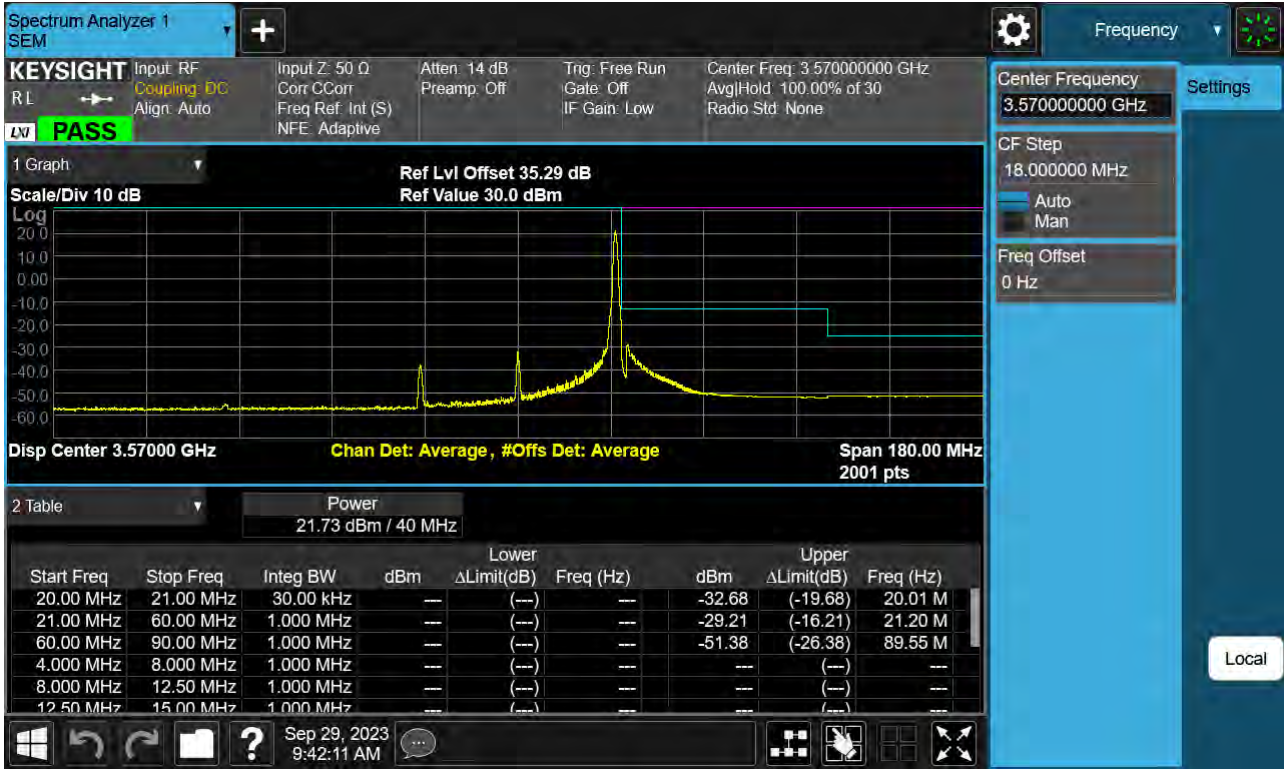 Spectrum Analyzer 1
SEM
+
Frequency
KEYSIGHT
RL
LXI PASS
Input: RF
Coupling: DC
Align: Auto
Input Z: 50 Ω
Corr CCorr
Freq Ref: Int (S)
NFE: Adaptive
Atten: 14 dB
Preamp: Off
Trig: Free Run
Gate: Off
IF Gain: Low
Center Freq: 3.570000000 GHz
Avg|Hold: 100.00% of 30
Radio Std: None
Center Frequency
3.570000000 GHz
Settings
CF Step
18.000000 MHz
Auto
Man
Freq Offset
0 Hz
Local
1 Graph
Scale/Div 10 dB
Ref Lvl Offset 35.29 dB
Ref Value 30.0 dBm
Log
20.0
10.0
0.00
-10.0
-20.0
-30.0
-40.0
-50.0
-60.0
Disp Center 3.57000 GHz
Chan Det: Average, #Offs Det: Average
Span 180.00 MHz
2001 pts
2 Table
Power
21.73 dBm / 40 MHz
Lower Upper
Start Freq Stop Freq Integ BW dBm ΔLimit(dB) Freq (Hz) dBm ΔLimit(dB) Freq (Hz)
20.00 MHz 21.00 MHz 30.00 kHz --- (---) --- -32.68 (-19.68) 20.01 M
21.00 MHz 60.00 MHz 1.000 MHz --- (---) --- -29.21 (-16.21) 21.20 M
60.00 MHz 90.00 MHz 1.000 MHz --- (---) --- -51.38 (-26.38) 89.55 M
4.000 MHz 8.000 MHz 1.000 MHz --- (---) --- --- (---) ---
8.000 MHz 12.50 MHz 1.000 MHz --- (---) --- --- (---) ---
12.50 MHz 15.00 MHz 1.000 MHz --- (---) --- --- (---) ---
?
Sep 29, 2023
9:42:11 AM